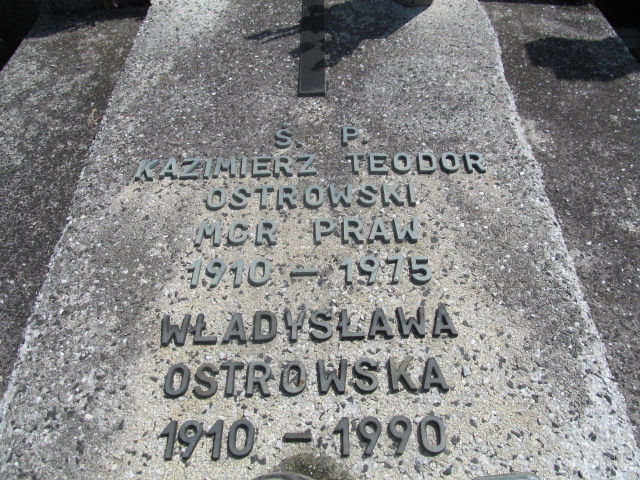 Ś. P.
KAZIMIERZ TEODOR
OSTROWSKI
MGR PRAW
1910 – 1975
WŁADYSŁAWA
OSTROWSKA
1910 – 1990